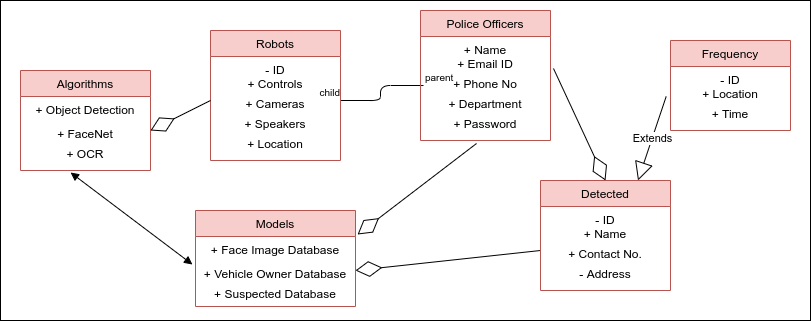 Algorithms
+ Object Detection
+ FaceNet
+ OCR
Robots
- ID
+ Controls
+ Cameras
+ Speakers
+ Location
child
parent
Police Officers
+ Name
+ Email ID
+ Phone No
+ Department
+ Password
Frequency
- ID
+ Location
+ Time
Extends
Models
+ Face Image Database
+ Vehicle Owner Database
+ Suspected Database
Detected
- ID
+ Name
+ Contact No.
- Address